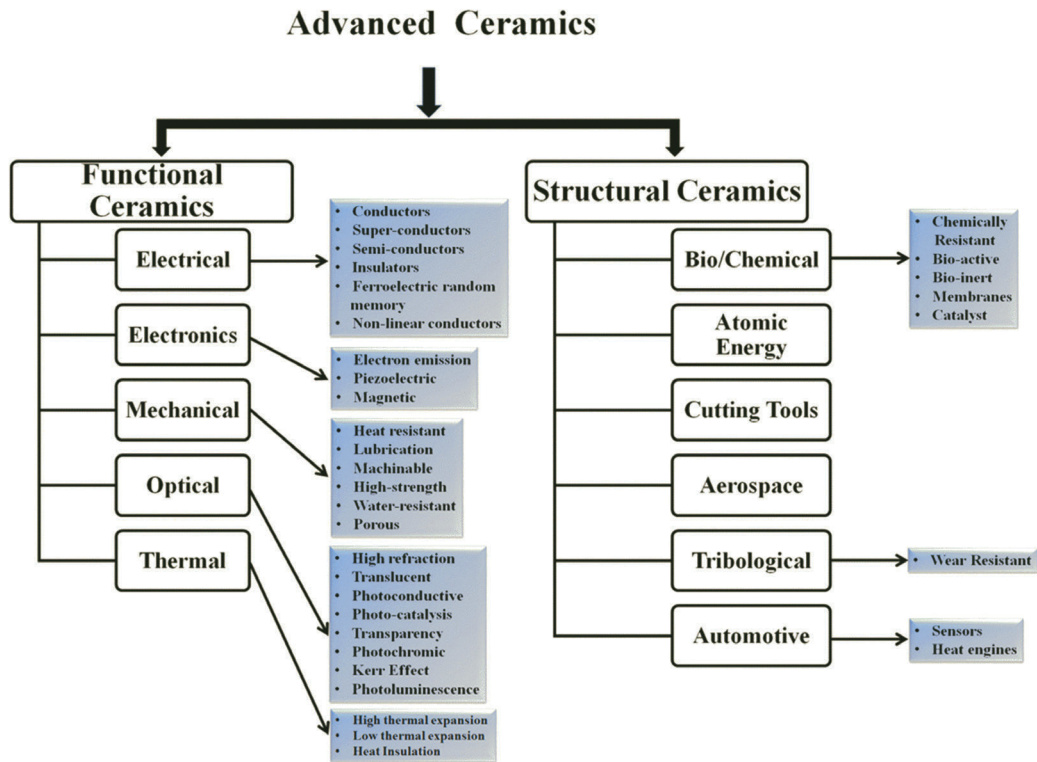 Advanced Ceramics
Functional
Ceramics
Electrical
• Conductors
• Super-conductors
• Semi-conductors
• Insulators
• Ferroelectric random
memory
• Non-linear conductors
Electronics
• Electron emission
• Piezoelectric
• Magnetic
Mechanical
• Heat resistant
• Lubrication
• Machinable
• High-strength
• Water-resistant
• Porous
Optical
• High refraction
• Translucent
• Photoconductive
• Photo-catalysis
• Transparency
• Photochromic
• Kerr Effect
• Photoluminescence
Thermal
• High thermal expansion
• Low thermal expansion
• Heat Insulation
Structural Ceramics
Bio/Chemical
• Chemically
Resistant
• Bio-active
• Bio-inert
• Membranes
• Catalyst
Atomic
Energy
Cutting Tools
Aerospace
Tribological
• Wear Resistant
Automotive
• Sensors
• Heat engines